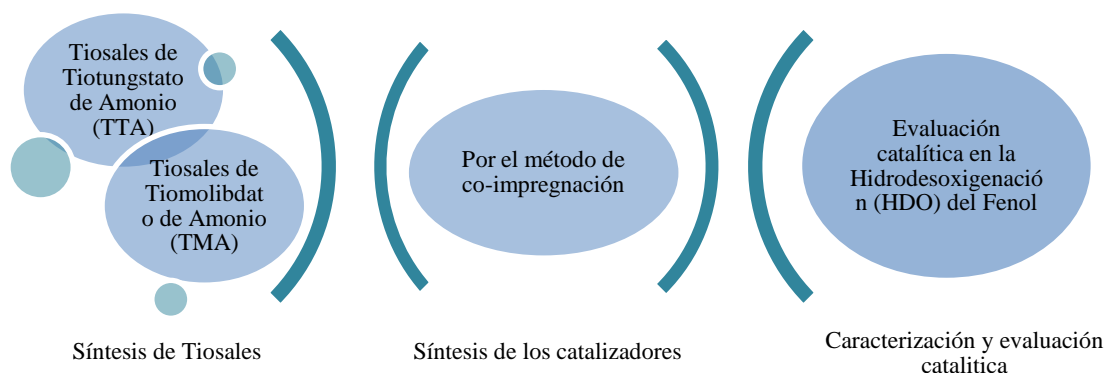 Tiosales de
Tiotungstato
de Amonio
(TTA)
Tiosales de
Tiomolibdat
o de Amonio
(TMA)
Síntesis de Tiosales
Por el método de
co-impregnación
Síntesis de los catalizadores
Evaluación
catalítica en la
Hidrodesoxigenació
n (HDO) del Fenol
Caracterización y evaluación
catalitica